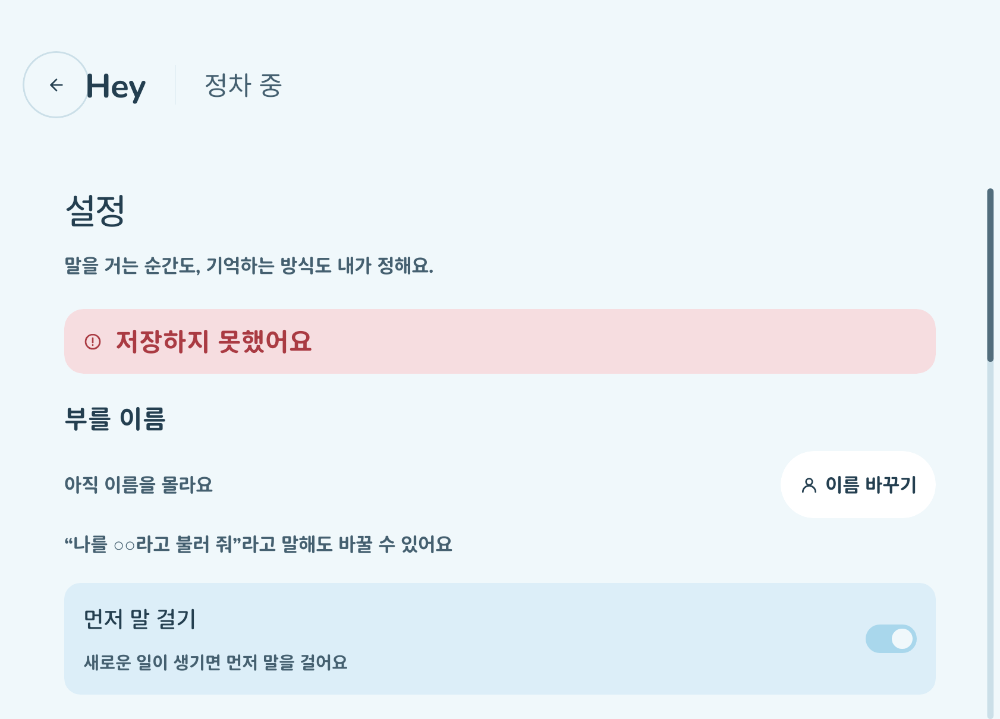 Hey
정차 중
설정
말을 거는 순간도, 기억하는 방식도 내가 정해요.
저장하지 못했어요
부를 이름
아직 이름을 몰라요
이름 바꾸기
“나를 ○○라고 불러 줘”라고 말해도 바꿀 수 있어요
먼저 말 걸기
새로운 일이 생기면 먼저 말을 걸어요